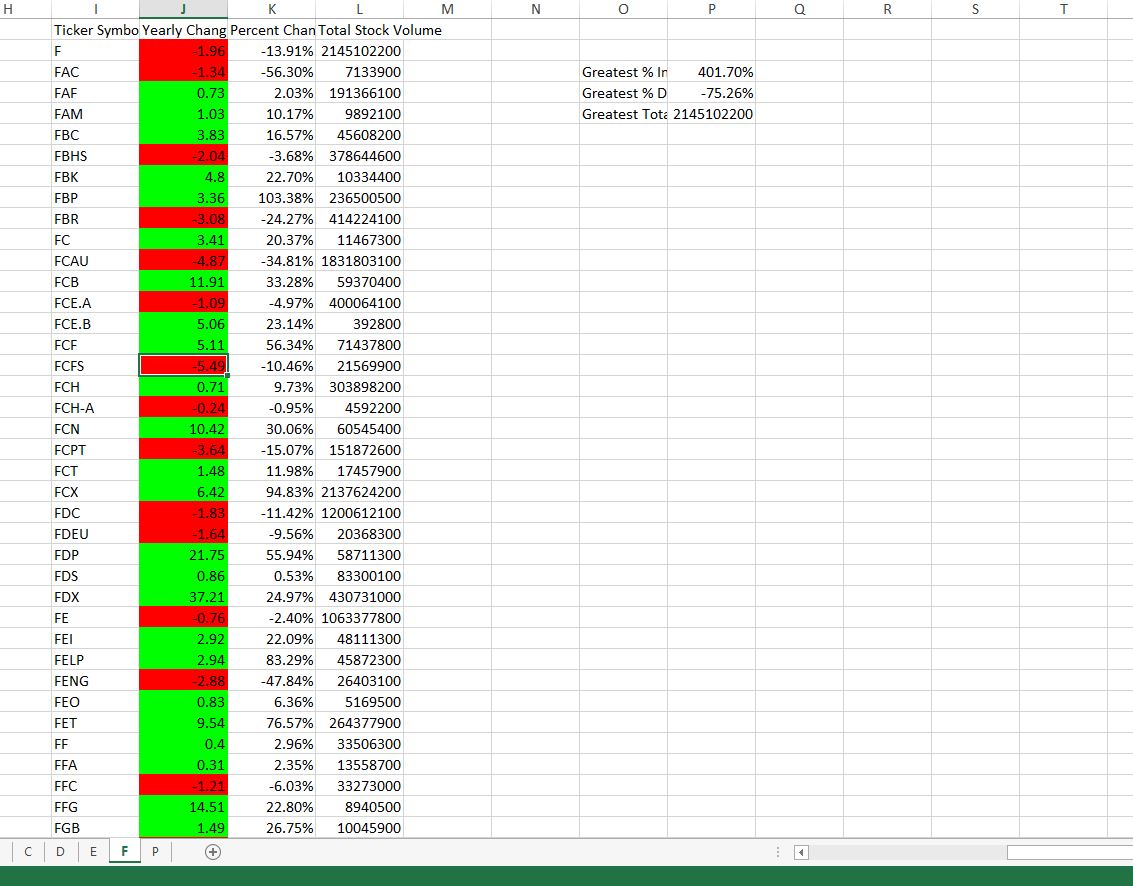 H I J K L M N O P Q R S T
Ticker Symbo Yearly Chang Percent Chan Total Stock Volume
F -1.96 -13.91% 2145102200
FAC -1.34 -56.30% 7133900 Greatest % In 401.70%
FAF 0.73 2.03% 191366100 Greatest % D -75.26%
FAM 1.03 10.17% 9892100 Greatest Tota 2145102200
FBC 3.83 16.57% 45608200
FBHS -2.04 -3.68% 378644600
FBK 4.8 22.70% 10334400
FBP 3.36 103.38% 236500500
FBR -3.08 -24.27% 414224100
FC 3.41 20.37% 11467300
FCAU -4.87 -34.81% 1831803100
FCB 11.91 33.28% 59370400
FCE.A -1.09 -4.97% 400064100
FCE.B 5.06 23.14% 392800
FCF 5.11 56.34% 71437800
FCFS -5.49 -10.46% 21569900
FCH 0.71 9.73% 303898200
FCH-A -0.24 -0.95% 4592200
FCN 10.42 30.06% 60545400
FCPT -3.64 -15.07% 151872600
FCT 1.48 11.98% 17457900
FCX 6.42 94.83% 2137624200
FDC -1.83 -11.42% 1200612100
FDEU -1.64 -9.56% 20368300
FDP 21.75 55.94% 58711300
FDS 0.86 0.53% 83300100
FDX 37.21 24.97% 430731000
FE -0.76 -2.40% 1063377800
FEI 2.92 22.09% 48111300
FELP 2.94 83.29% 45872300
FENG -2.88 -47.84% 26403100
FEO 0.83 6.36% 5169500
FET 9.54 76.57% 264377900
FF 0.4 2.96% 33506300
FFA 0.31 2.35% 13558700
FFC -1.21 -6.03% 33273000
FFG 14.51 22.80% 8940500
FGB 1.49 26.75% 10045900
C D E F P